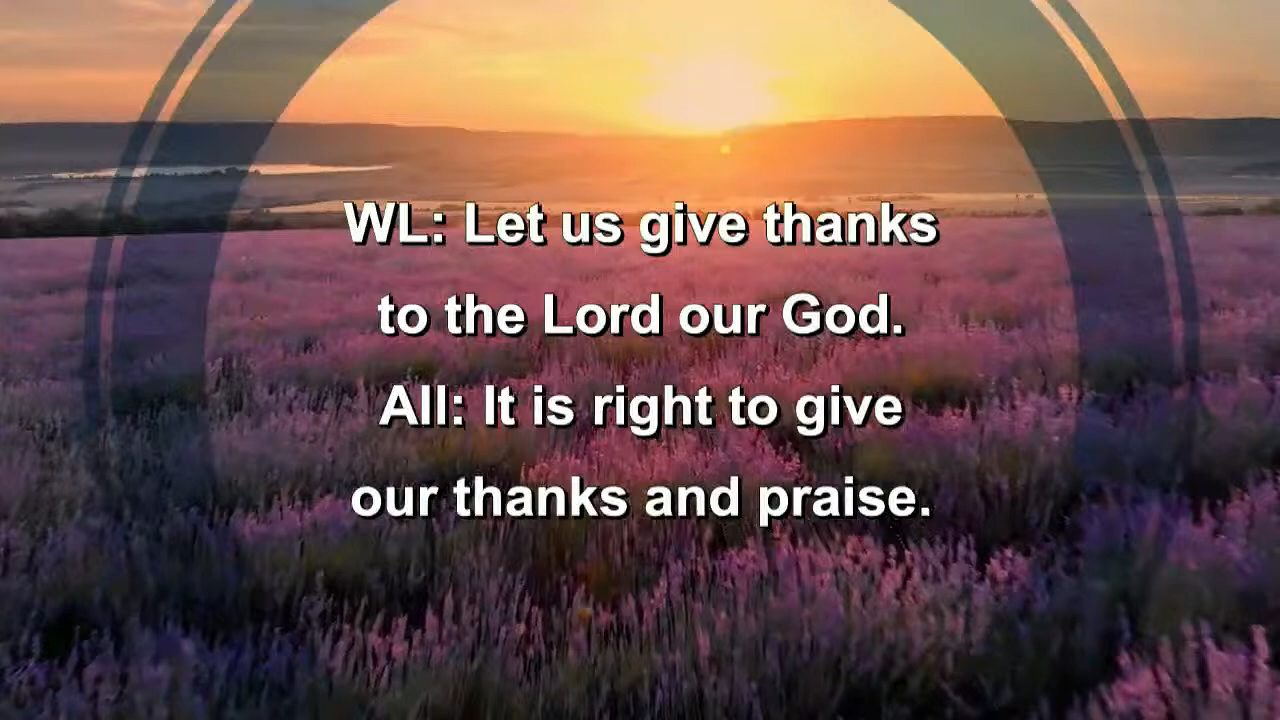 WL: Let us give thanks
to the Lord our God.
All: It is right to give
our thanks and praise.